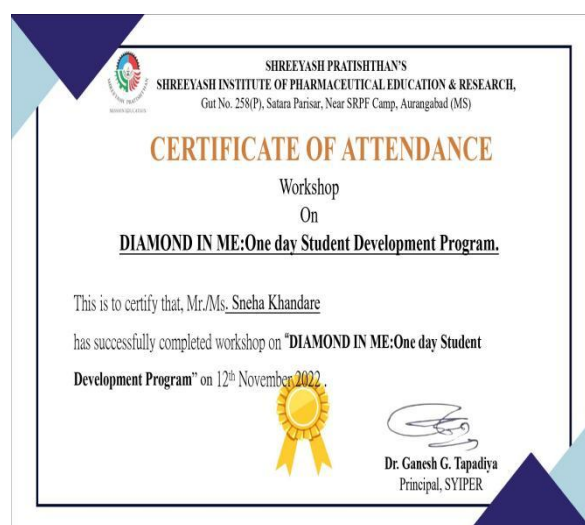 SHREEYASH PRATISHTHAN'S
SHREEYASH INSTITUTE OF PHARMACEUTICAL EDUCATION & RESEARCH,
Gut No. 258(P), Satara Parisar, Near SRPF Camp, Aurangabad (MS)
CERTIFICATE OF ATTENDANCE
Workshop
On
DIAMOND IN ME:One day Student Development Program.
This is to certify that, Mr./Ms. Sneha Khandare
has successfully completed workshop on "DIAMOND IN ME:One day Student
Development Program" on 12th November 2022 .
Dr. Ganesh G. Tapadiya
Principal, SYIPER